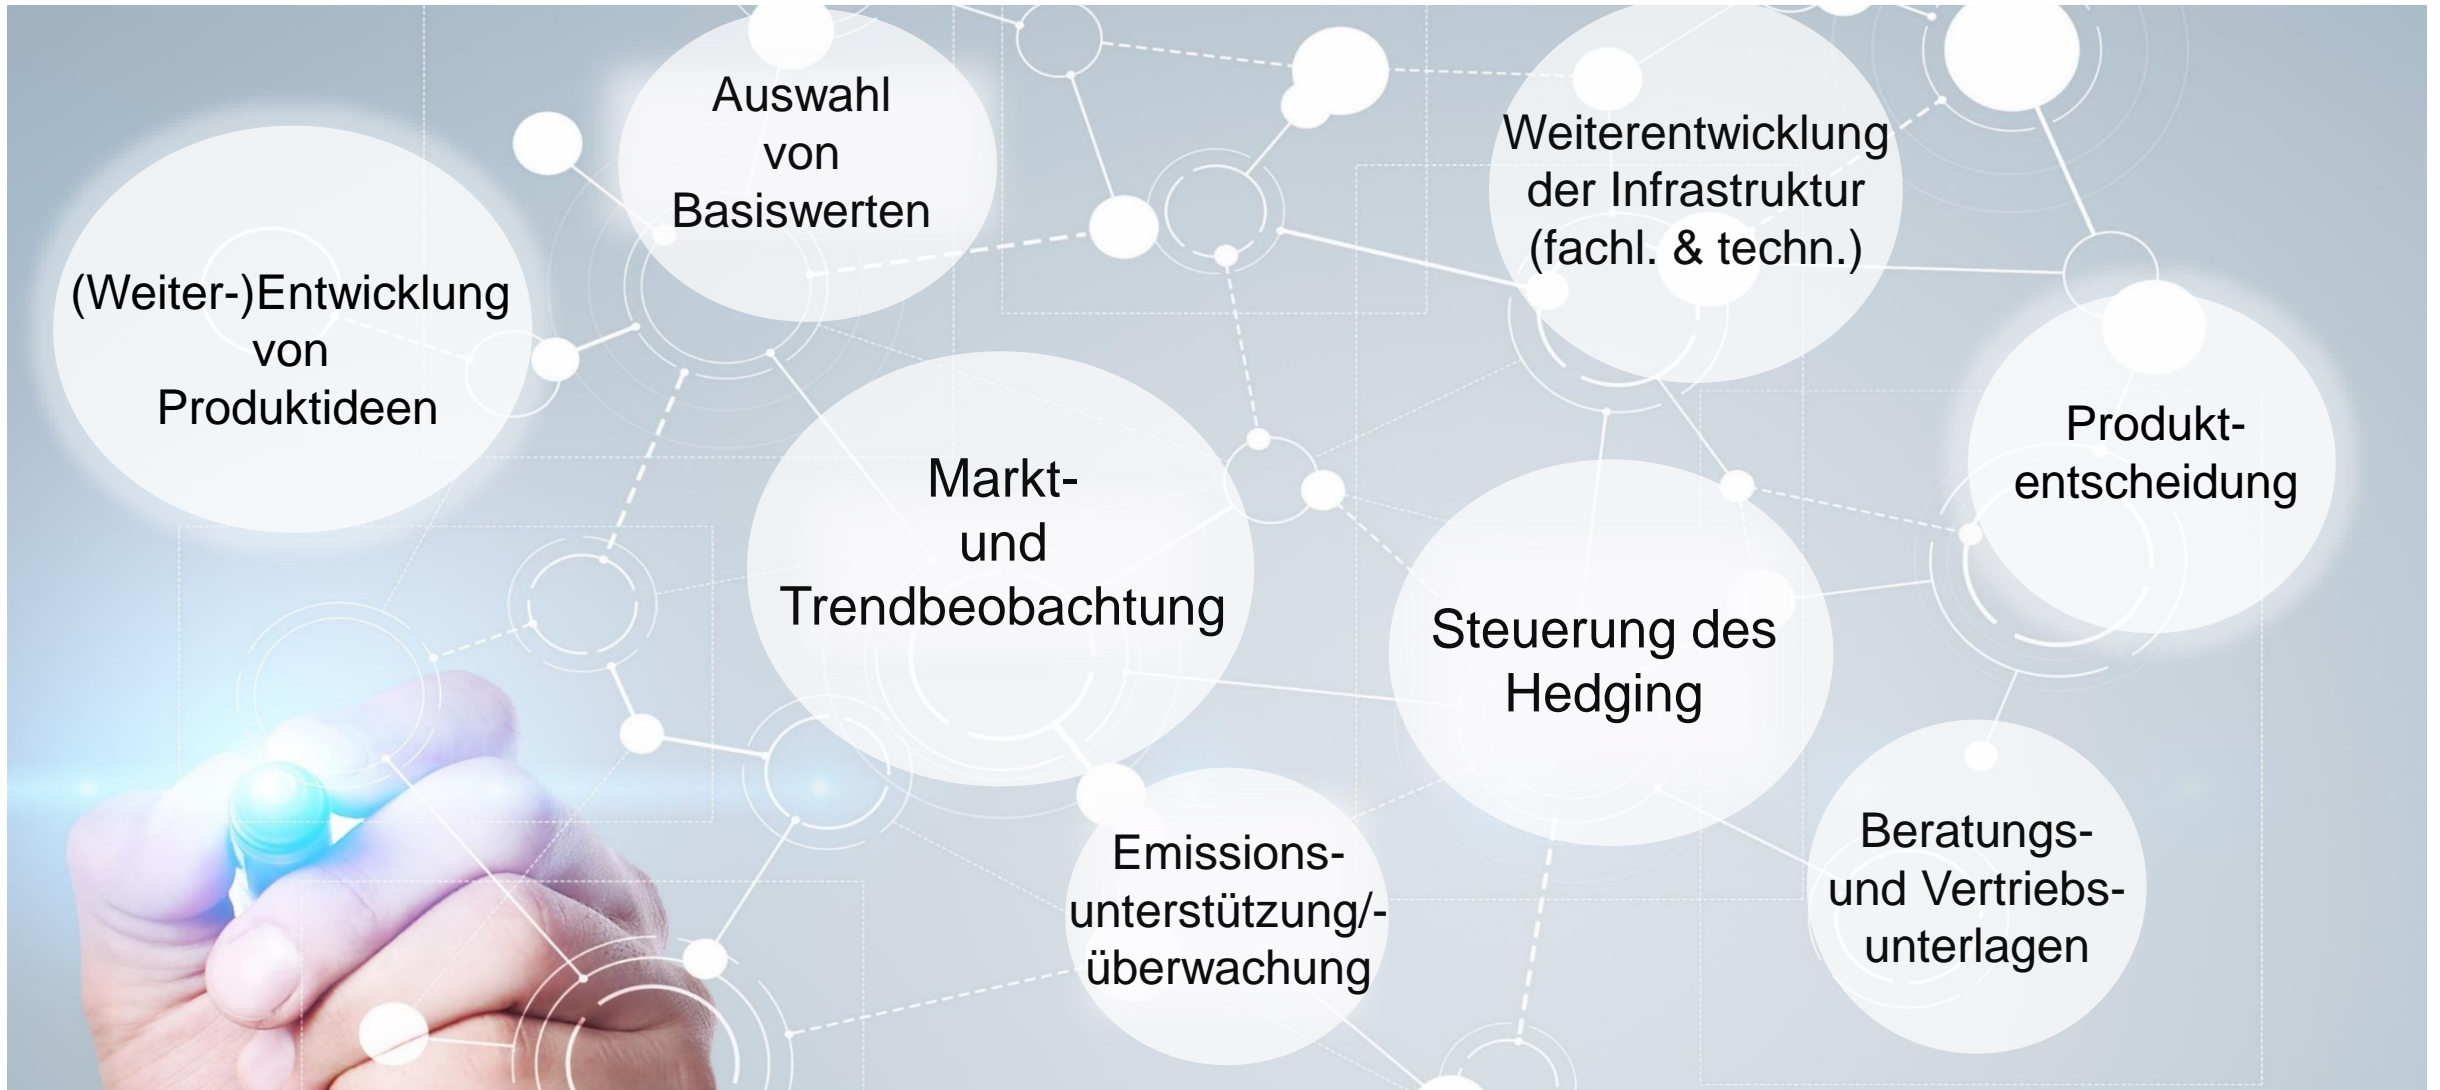 Auswahl
von
Basiswerten
Weiterentwicklung
der Infrastruktur
(fachl. & techn.)
(Weiter-)Entwicklung
von
Produktideen
Produkt-
entscheidung
Markt-
und
Trendbeobachtung
Steuerung des
Hedging
Emissions-
unterstützung/-
überwachung
Beratungs-
und Vertriebs-
unterlagen